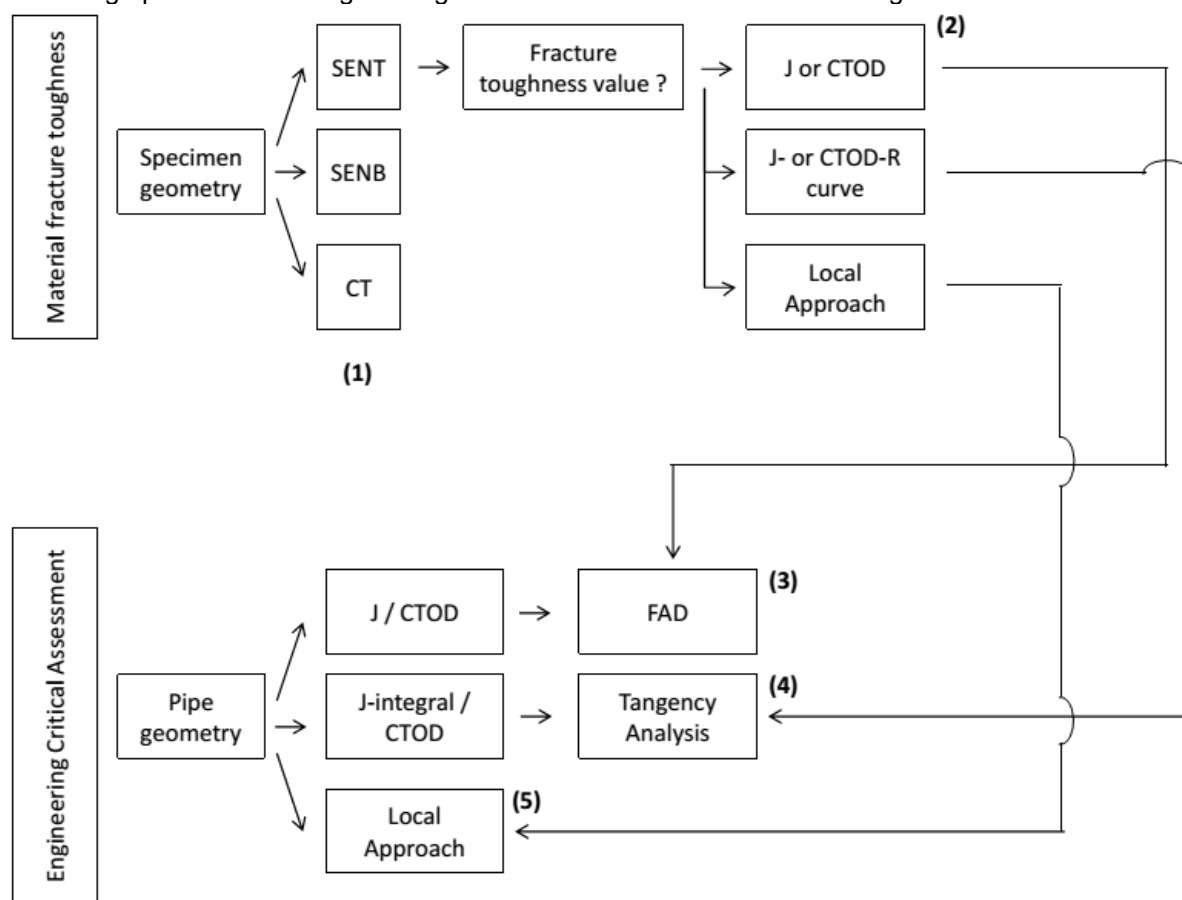 Material fracture toughness
(2)
SENT
Fracture
toughness value ?
J or CTOD
Specimen
geometry
SENB
J- or CTOD-R
curve
CT
Local
Approach
(1)
Engineering Critical Assessment
J / CTOD
FAD
(3)
Pipe
geometry
J-integral /
CTOD
Tangency
Analysis
(4)
Local
Approach
(5)